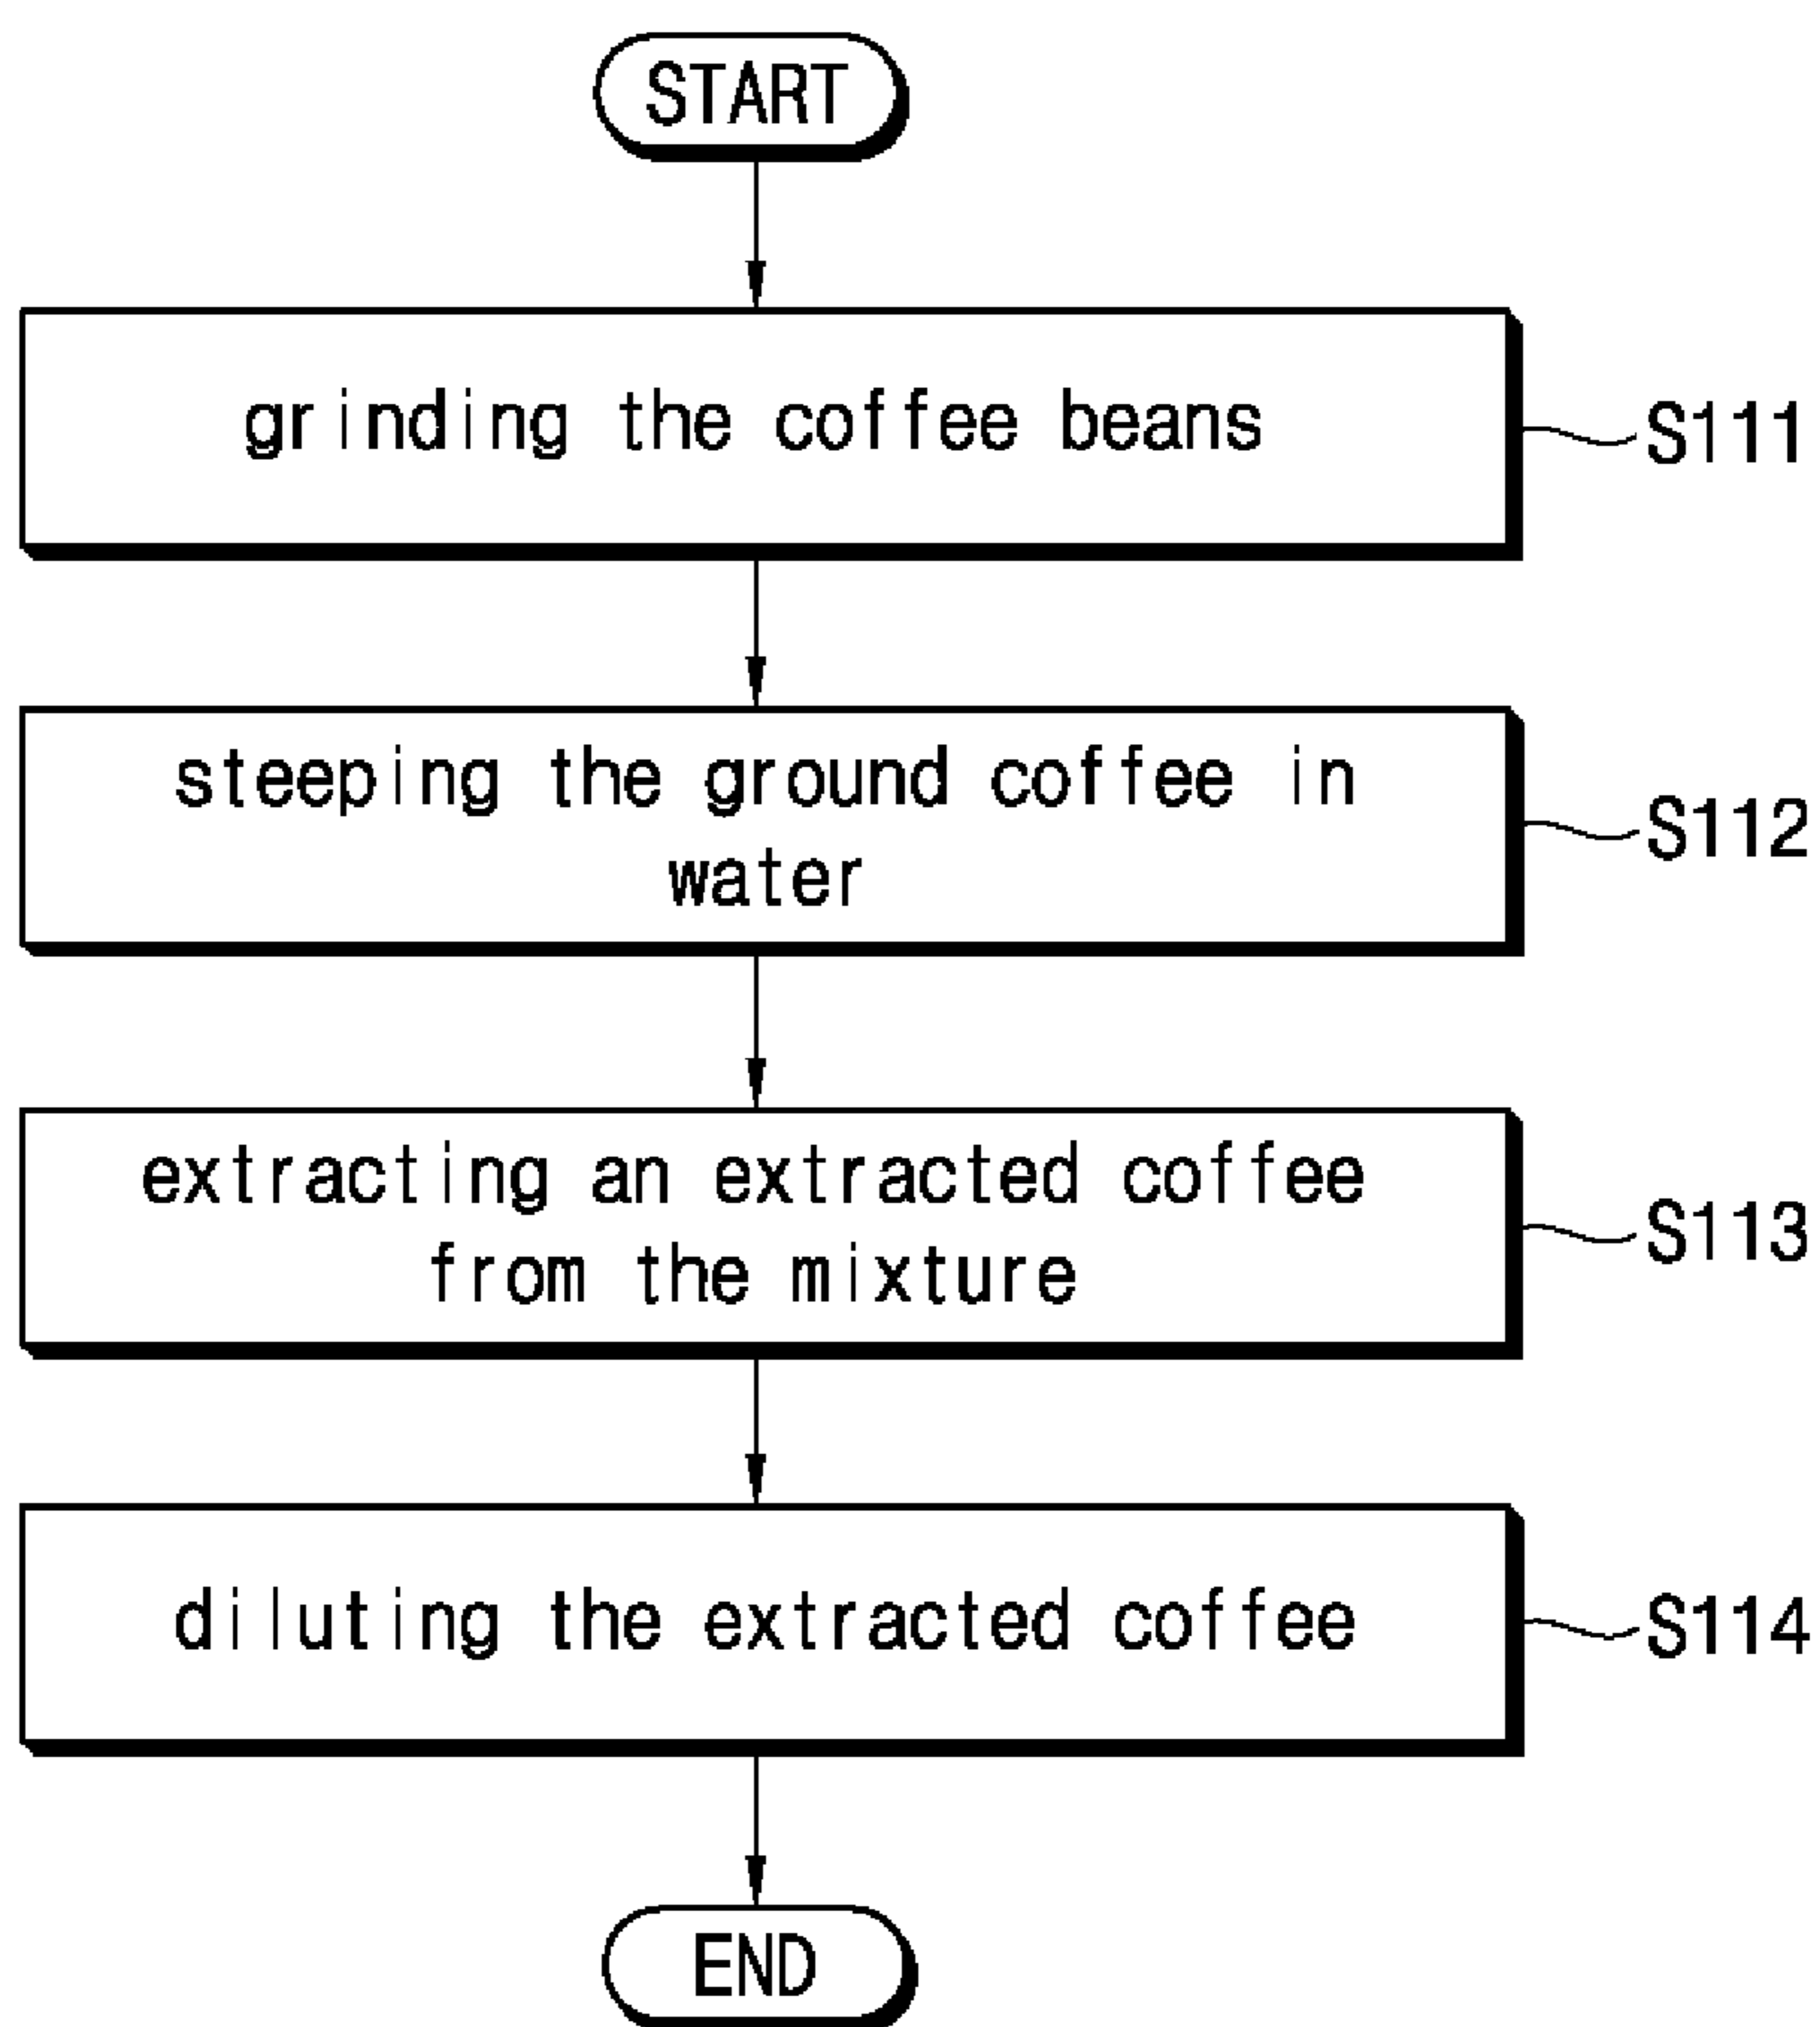 START
grinding the coffee beans
S111
steeping the ground coffee in
water
S112
extracting an extracted coffee
from the mixture
S113
diluting the extracted coffee
S114
END